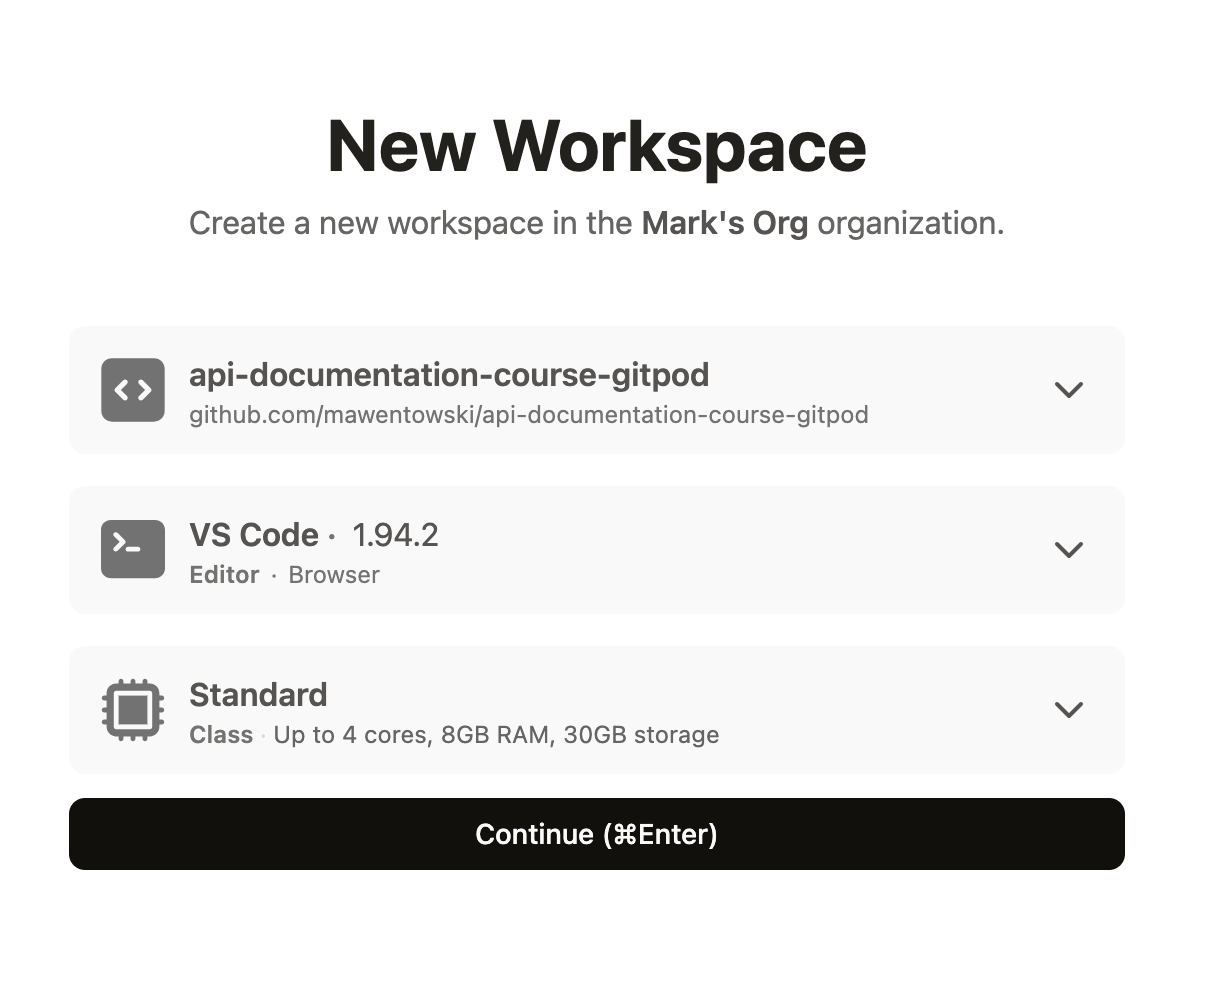 New Workspace
Create a new workspace in the Mark's Org organization.
api-documentation-course-gitpod
github.com/mawentowski/api-documentation-course-gitpod
VS Code · 1.94.2
Editor · Browser
Standard
Class · Up to 4 cores, 8GB RAM, 30GB storage
Continue (⌘Enter)